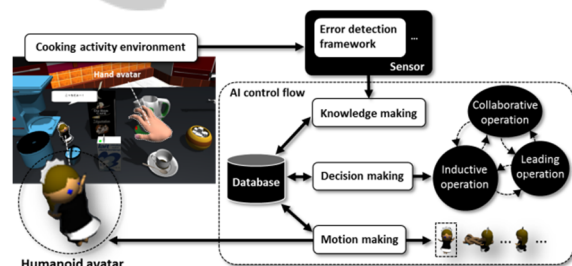 Cooking activity environment
Error detection
framework
...
Sensor
Hand avatar
AI control flow
Knowledge making
Collaborative
operation
Database
Decision making
Inductive
operation
Leading
operation
Motion making
... ...
Humanoid avatar